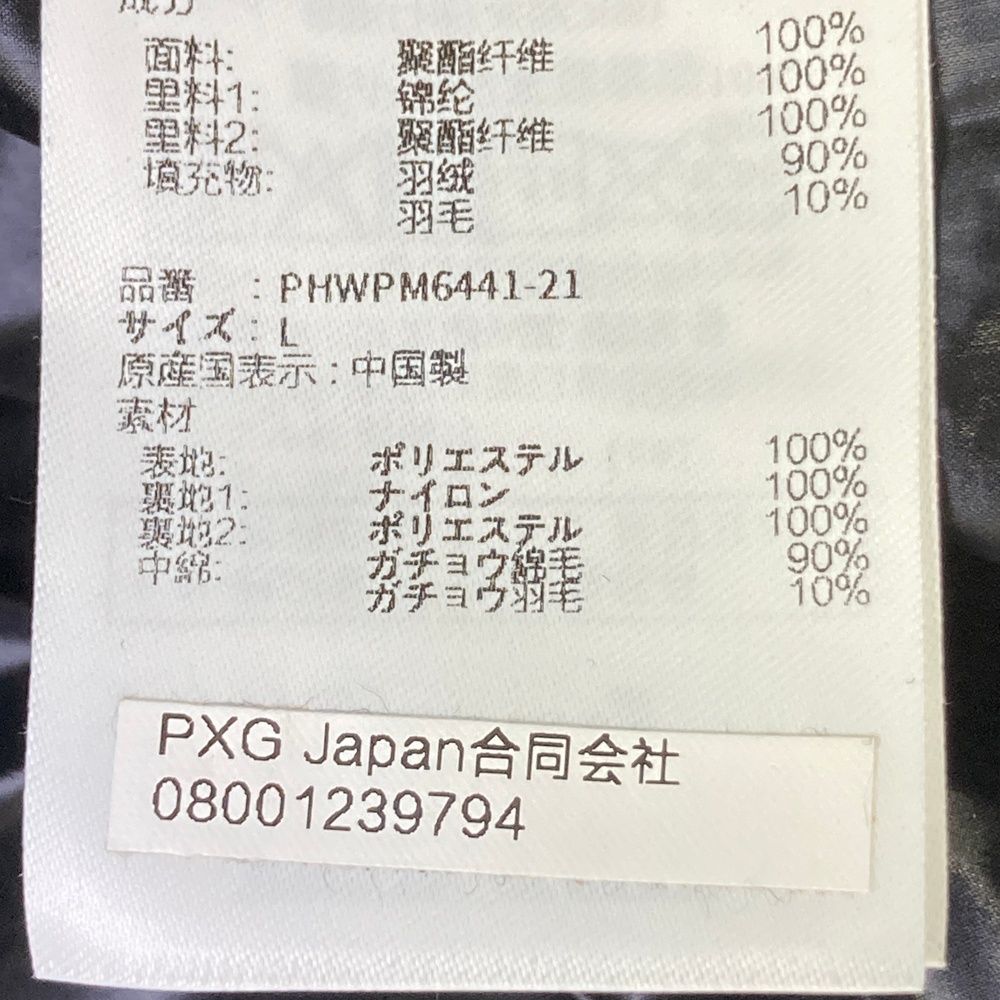 成分
面料: 聚酯纤维 100%
里料1: 锦纶 100%
里料2: 聚酯纤维 100%
填充物: 羽绒 90%
羽毛 10%
品番 : PHWPM6441-21
サイズ : L
原産国表示 : 中国製
素材
表地: ポリエステル 100%
裏地1: ナイロン 100%
裏地2: ポリエステル 100%
中綿: ガチョウ綿毛 90%
ガチョウ羽毛 10%
PXG Japan合同会社
08001239794